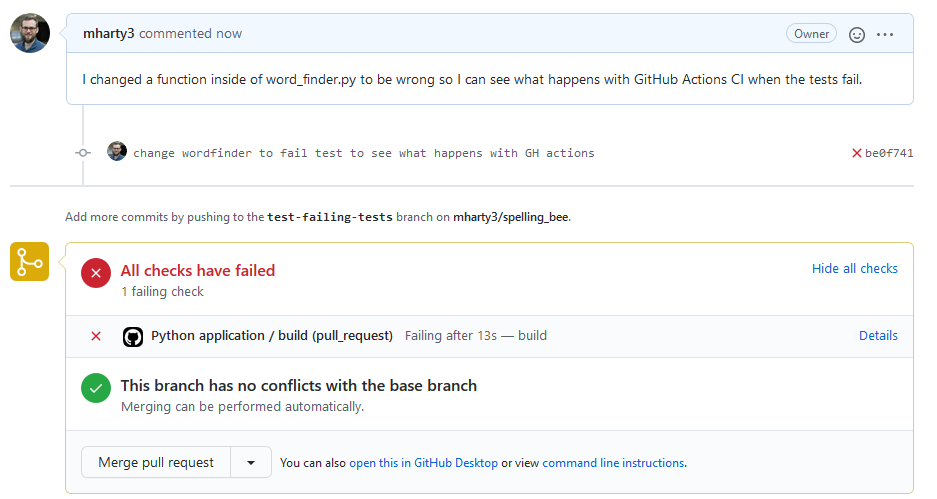 mharty3 commented now Owner
I changed a function inside of word_finder.py to be wrong so I can see what happens with GitHub Actions CI when the tests fail.
change wordfinder to fail test to see what happens with GH actions be0f741
Add more commits by pushing to the test-failing-tests branch on mharty3/spelling_bee.
All checks have failed Hide all checks
1 failing check
Python application / build (pull_request) Failing after 13s — build Details
This branch has no conflicts with the base branch
Merging can be performed automatically.
Merge pull request You can also open this in GitHub Desktop or view command line instructions.